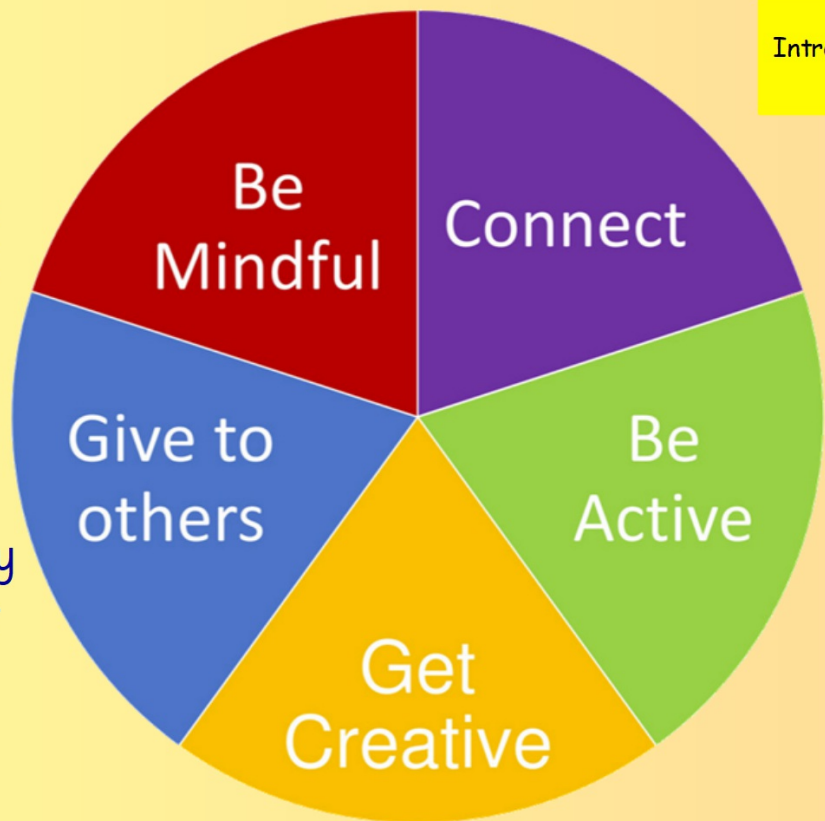 Be
Mindful
Connect
Give to
others
Be
Active
Get
Creative